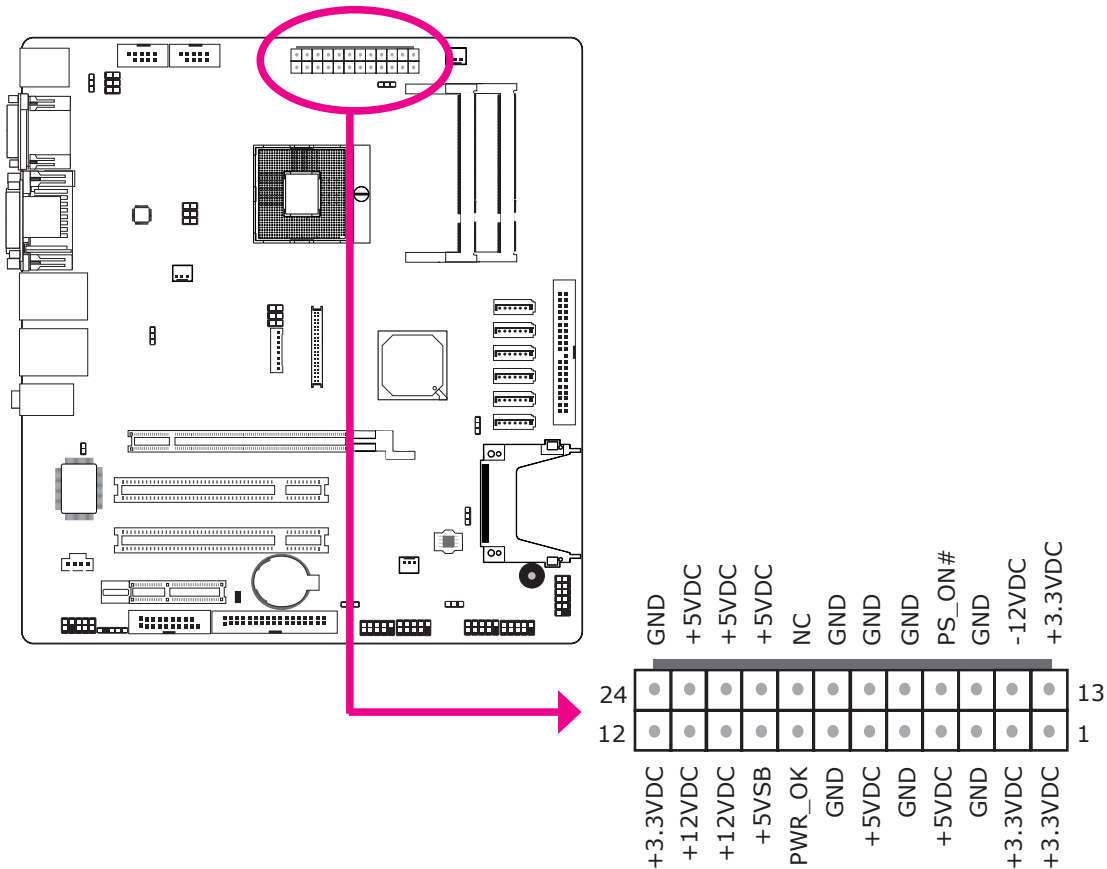 GND
+5VDC
+5VDC
+5VDC
NC
GND
GND
GND
PS_ON#
GND
-12VDC
+3.3VDC
24
13
12
1
+3.3VDC
+12VDC
+12VDC
+5VSB
PWR_OK
GND
+5VDC
GND
+5VDC
GND
+3.3VDC
+3.3VDC